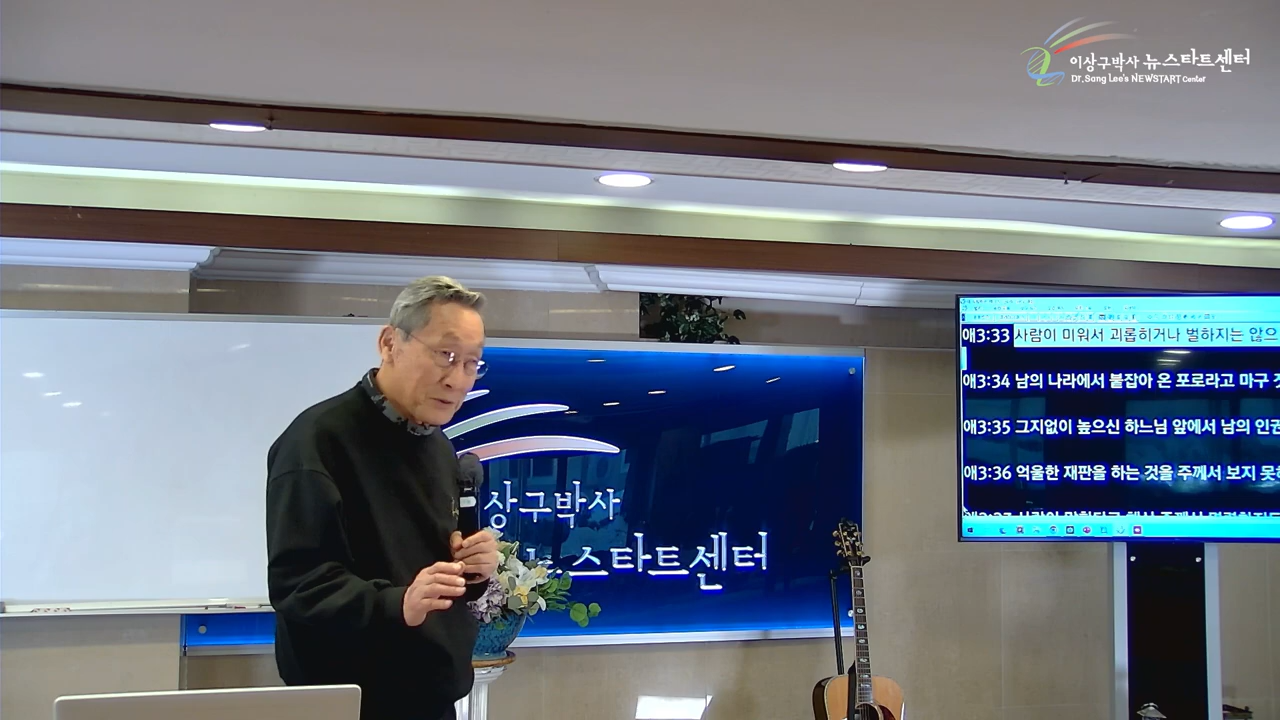 이상구박사 뉴스타트센터
Dr. Sang Lee's NEWSTART Center
애3:33 사람이 미워서 괴롭히거나 벌하지는 않으
애3:34 남의 나라에서 붙잡아 온 포로라고 마구 짓
애3:35 그지없이 높으신 하느님 앞에서 남의 인권
애3:36 억울한 재판을 하는 것을 주께서 보지 못하
상구박사
뉴스타트센터